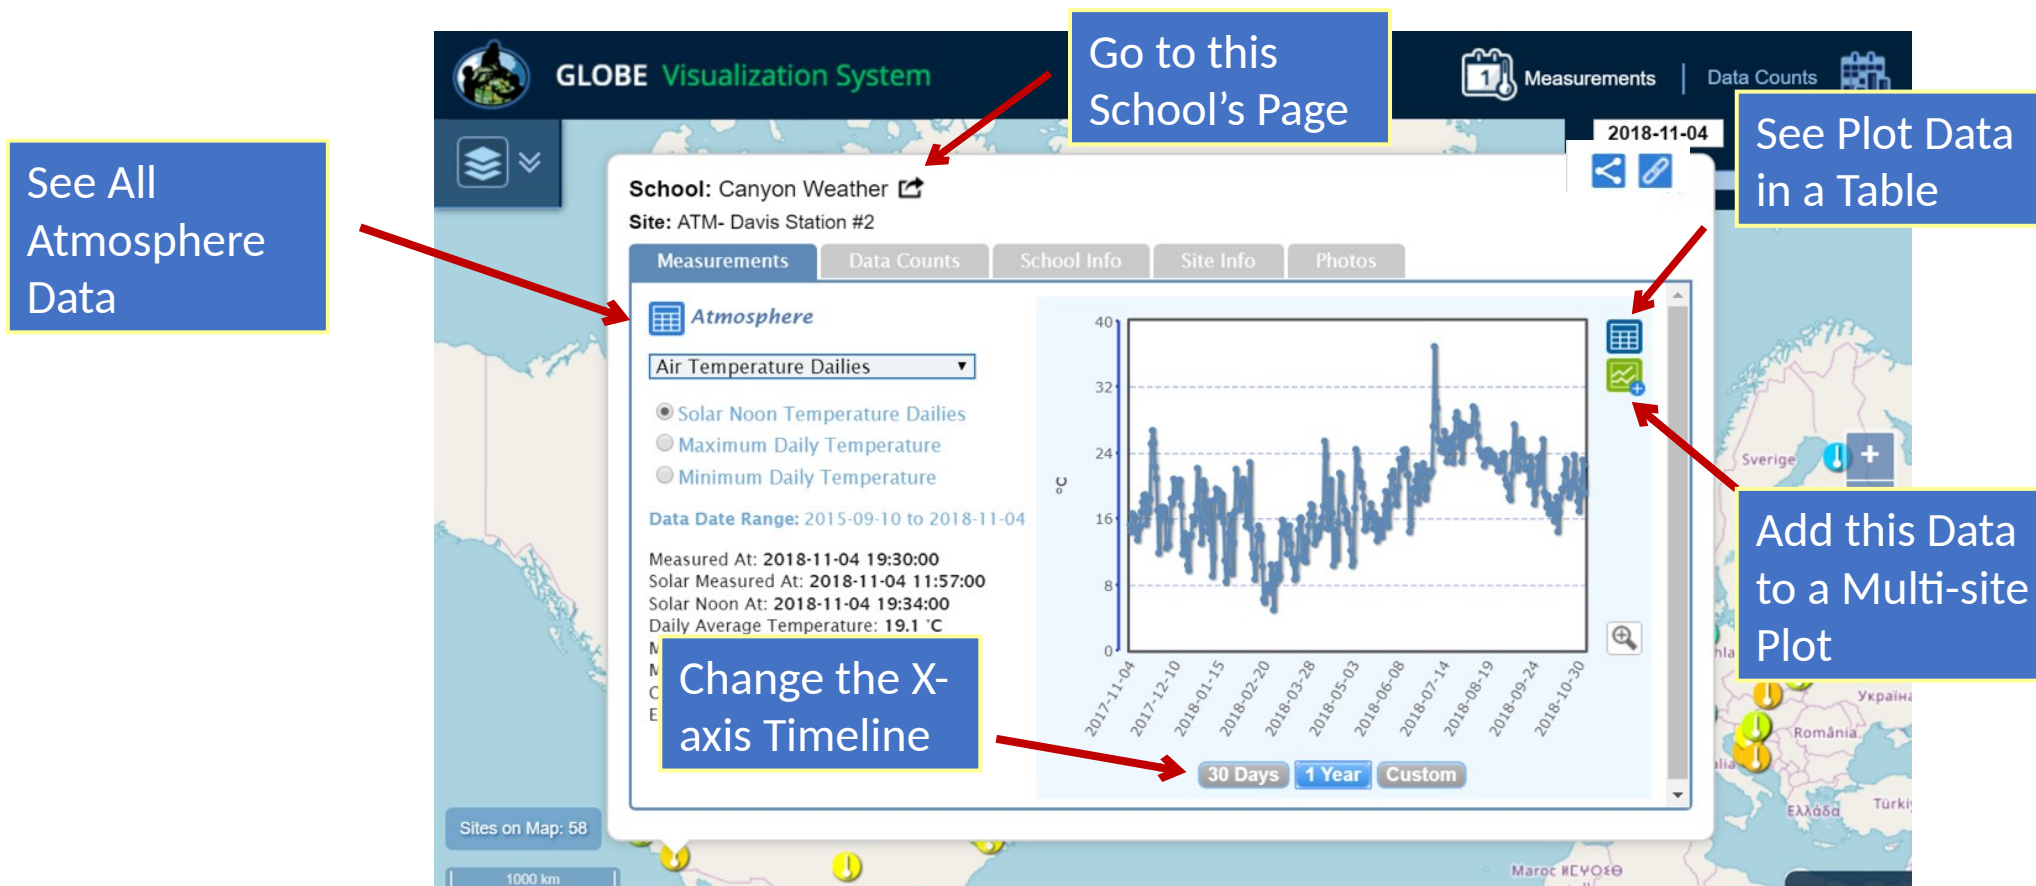 Go to this
School’s Page
GLOBE Visualization System
Measurements
Data Counts
2018-11-04
See Plot Data
in a Table
See All
Atmosphere
Data
School: Canyon Weather
Site: ATM- Davis Station #2
Measurements
Data Counts
School Info
Site Info
Photos
Atmosphere
Air Temperature Dailies
Solar Noon Temperature Dailies
Maximum Daily Temperature
Minimum Daily Temperature
Data Date Range: 2015-09-10 to 2018-11-04
Measured At: 2018-11-04 19:30:00
Solar Measured At: 2018-11-04 11:57:00
Solar Noon At: 2018-11-04 19:34:00
Daily Average Temperature: 19.1 °C
M
M
C
E
Change the X-
axis Timeline
40
32
24
16
8
0
°C
2017-11-04
2017-12-10
2018-01-15
2018-02-20
2018-03-28
2018-05-03
2018-06-08
2018-07-14
2018-08-19
2018-09-24
2018-10-30
30 Days
1 Year
Custom
Sverige
+
Add this Data
to a Multi-site
Plot
Україна
România
Ελλάδα
Sites on Map: 58
1000 km
Maroc